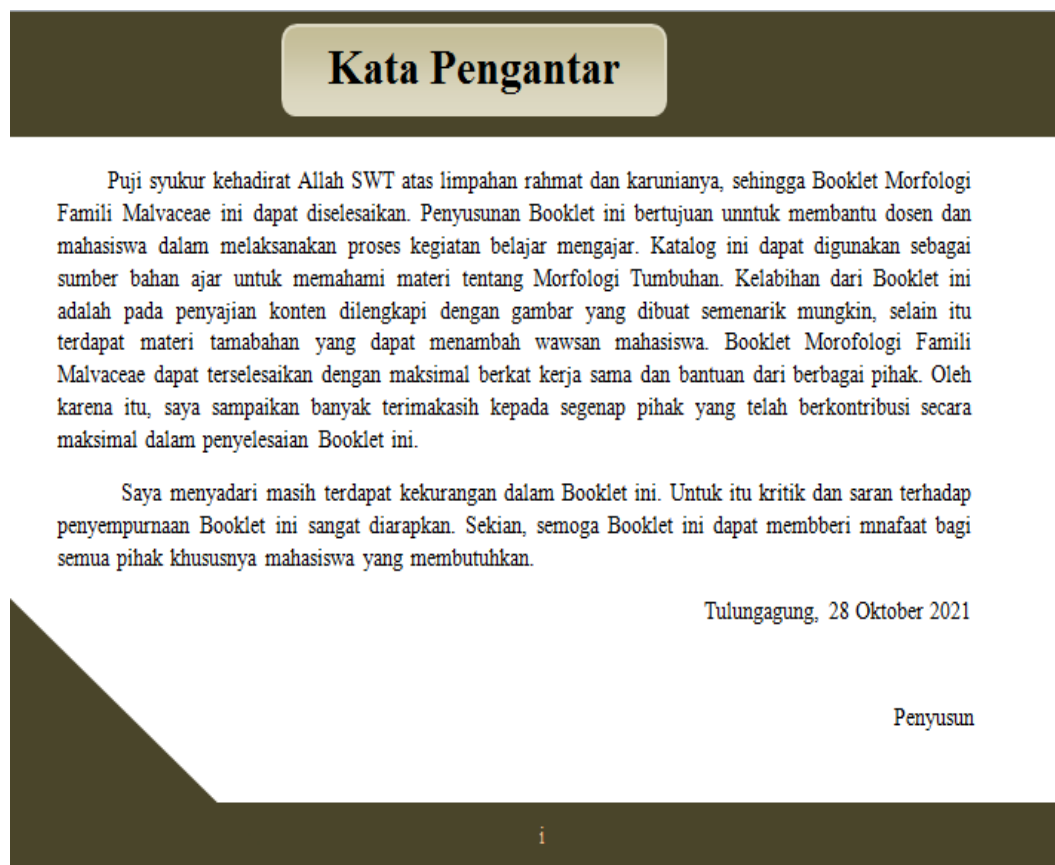 Kata Pengantar
Puji syukur kehadirat Allah SWT atas limpahan rahmat dan karunianya, sehingga Booklet Morfologi
Famili Malvaceae ini dapat diselesaikan. Penyusunan Booklet ini bertujuan unntuk membantu dosen dan
mahasiswa dalam melaksanakan proses kegiatan belajar mengajar. Katalog ini dapat digunakan sebagai
sumber bahan ajar untuk memahami materi tentang Morfologi Tumbuhan. Kelabihan dari Booklet ini
adalah pada penyajian konten dilengkapi dengan gambar yang dibuat semenarik mungkin, selain itu
terdapat materi tamabahan yang dapat menambah wawsan mahasiswa. Booklet Morofologi Famili
Malvaceae dapat terselesaikan dengan maksimal berkat kerja sama dan bantuan dari berbagai pihak. Oleh
karena itu, saya sampaikan banyak terimakasih kepada segenap pihak yang telah berkontribusi secara
maksimal dalam penyelesaian Booklet ini.
Saya menyadari masih terdapat kekurangan dalam Booklet ini. Untuk itu kritik dan saran terhadap
penyempurnaan Booklet ini sangat diarapkan. Sekian, semoga Booklet ini dapat membberi mnafaat bagi
semua pihak khususnya mahasiswa yang membutuhkan.
Tulungagung, 28 Oktober 2021
Penyusun
i